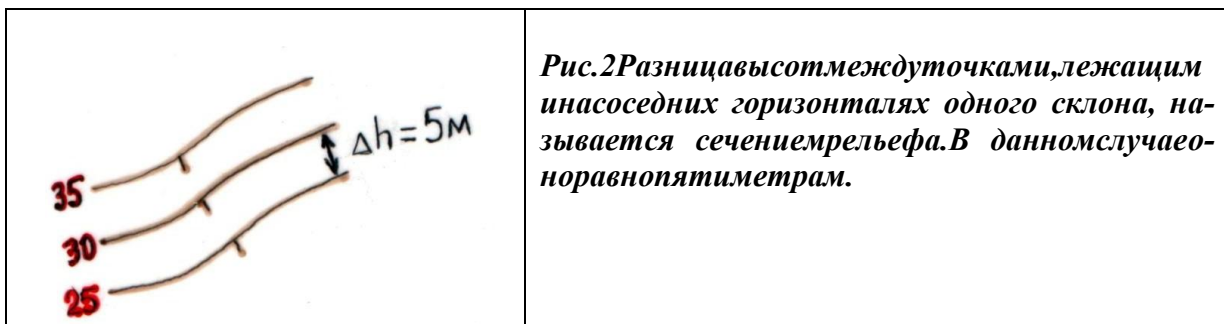 35
30
25
Δh=5м
Рис.2Разницавысотмеждуточками,лежащим
инасоседних горизонталях одного склона, на-
зывается сечениемрельефа.В данномслучаео-
норавнопятиметрам.